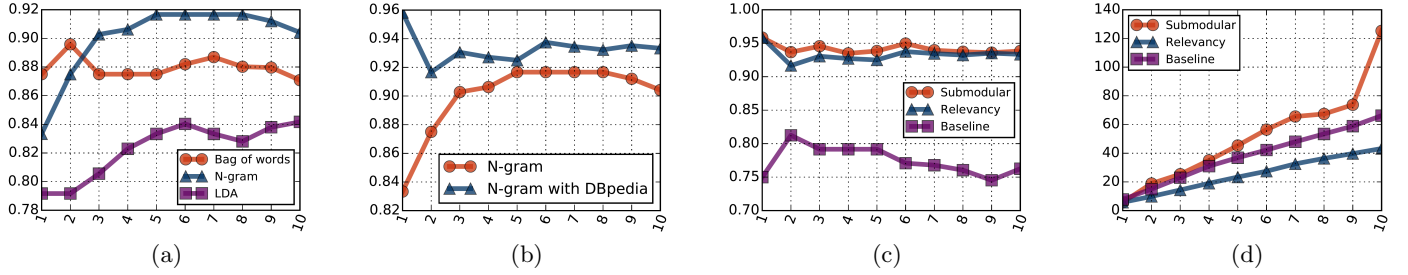 0.92
0.90
0.88
0.86
0.84
0.82
0.80
0.78
1 2 3 4 5 6 7 8 9 10
Bag of words
N-gram
LDA
(a)
0.96
0.94
0.92
0.90
0.88
0.86
0.84
0.82
1 2 3 4 5 6 7 8 9 10
N-gram
N-gram with DBpedia
(b)
1.00
0.95
0.90
0.85
0.80
0.75
0.70
1 2 3 4 5 6 7 8 9 10
Submodular
Relevancy
Baseline
(c)
140
120
100
80
60
40
20
0
1 2 3 4 5 6 7 8 9 10
Submodular
Relevancy
Baseline
(d)